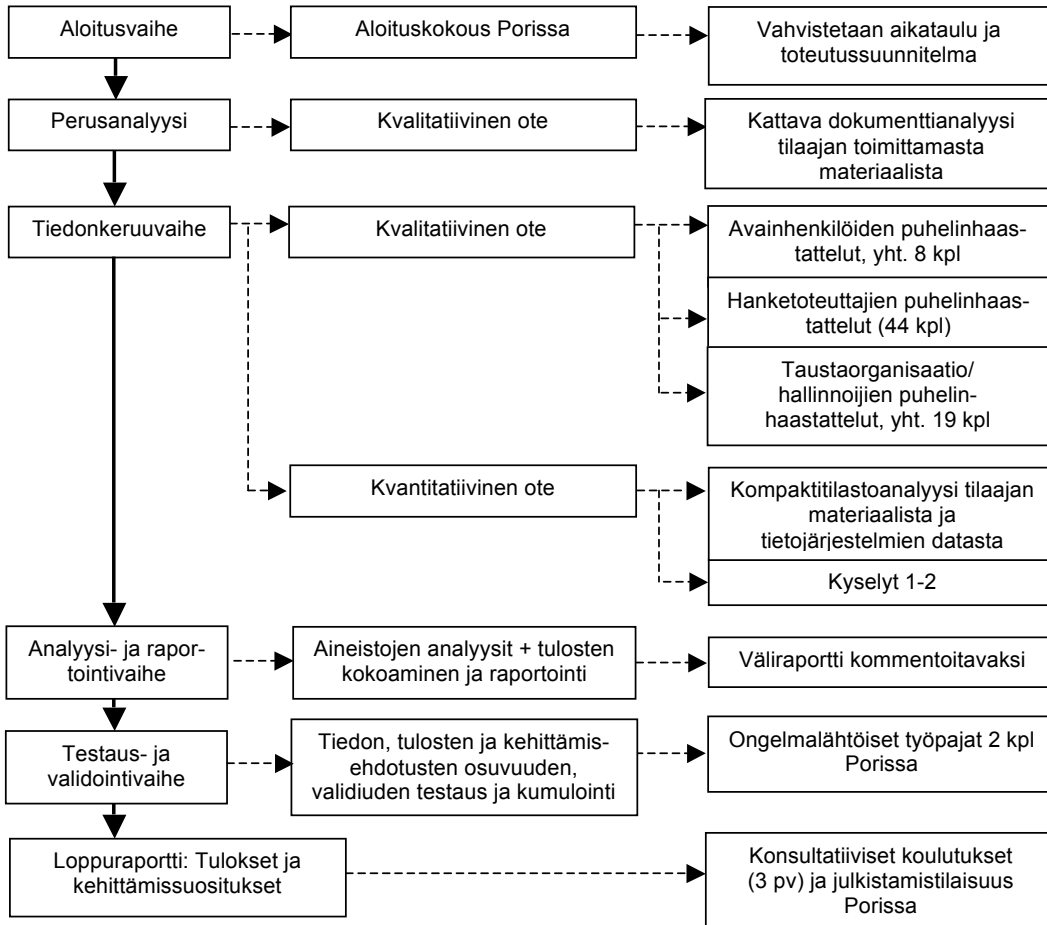 Aloitusvaihe
Aloituskokous Porissa
Vahvistetaan aikataulu ja
toteutussuunnitelma
Perusanalyysi
Kvalitatiivinen ote
Kattava dokumenttianalyysi
tilaajan toimittamasta
materiaalista
Tiedonkeruuvaihe
Kvalitatiivinen ote
Avainhenkilöiden puhelinhaas-
tattelut, yht. 8 kpl
Hanketoteuttajien puhelinhaas-
tattelut (44 kpl)
Taustaorganisaatio/
hallinnoijien puhelin-
haastattelut, yht. 19 kpl
Kvantitatiivinen ote
Kompaktitilastoanalyysi tilaajan
materiaalista ja
tietojärjestelmien datasta
Kyselyt 1-2
Analyysi- ja rapor-
tointivaihe
Aineistojen analyysit + tulosten
kokoaminen ja raportointi
Väliraportti kommentoitavaksi
Testaus- ja
validointivaihe
Tiedon, tulosten ja kehittämis-
ehdotusten osuvuuden,
validiuden testaus ja kumulointi
Ongelmalähtöiset työpajat 2 kpl
Porissa
Loppuraportti: Tulokset ja
kehittämissuositukset
Konsultatiiviset koulutukset
(3 pv) ja julkistamistilaisuus
Porissa